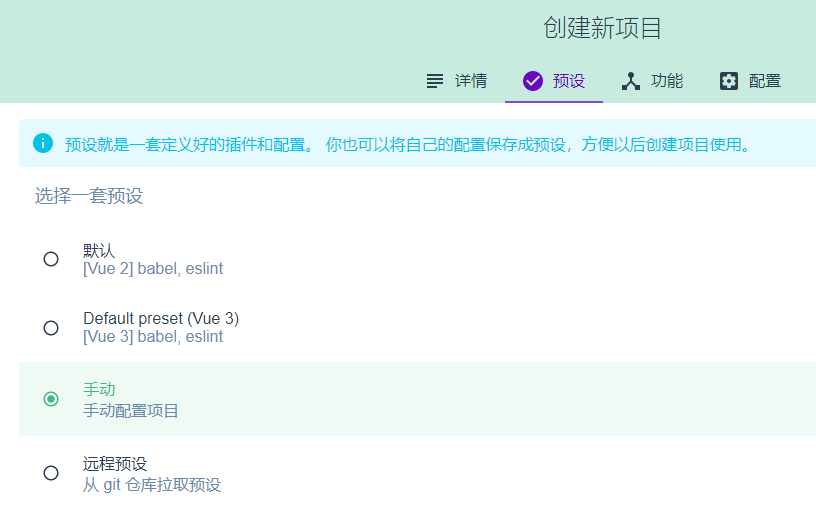 创建新项目
详情 预设 功能 配置
预设就是一套定义好的插件和配置。 你也可以将自己的配置保存成预设，方便以后创建项目使用。
选择一套预设
默认
[Vue 2] babel, eslint
Default preset (Vue 3)
[Vue 3] babel, eslint
手动
手动配置项目
远程预设
从 git 仓库拉取预设